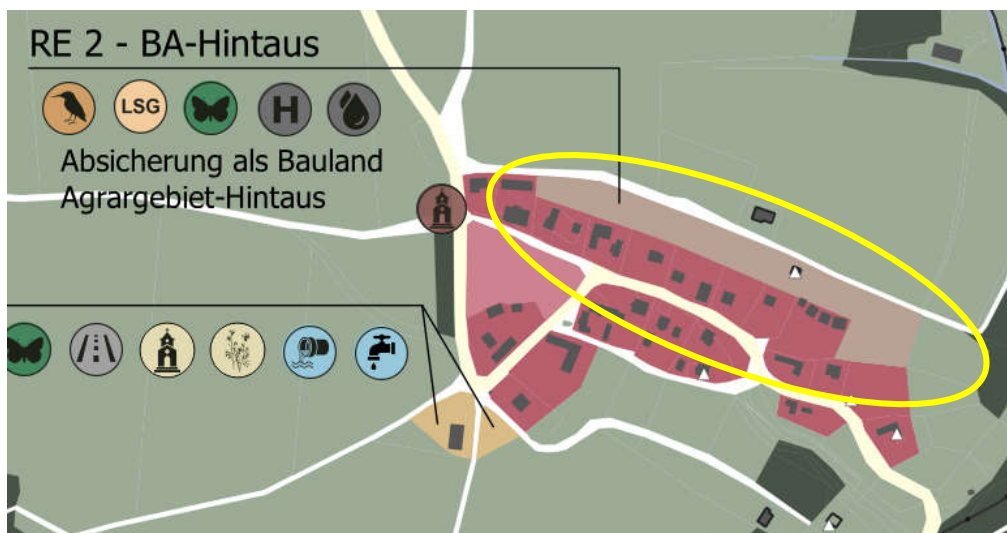 RE 2 - BA-Hintaus
LSG
H
Absicherung als Bauland
Agrargebiet-Hintaus